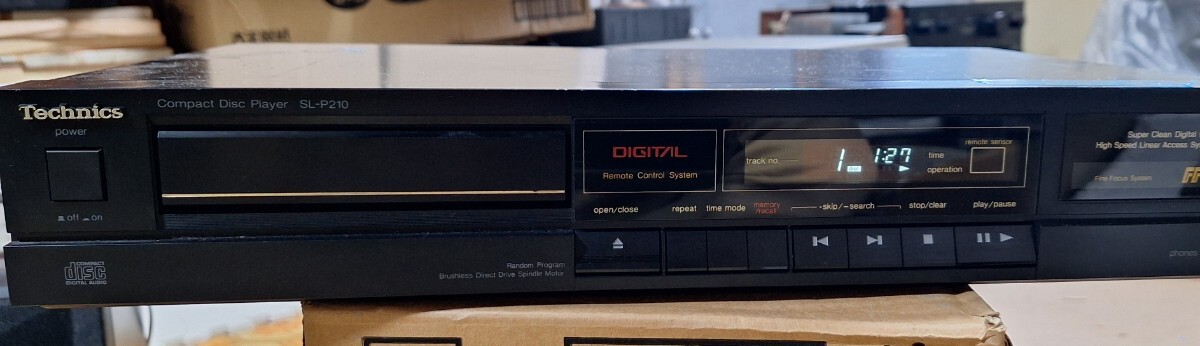 Technics
Compact Disc Player SL-P210
power
off on
COMPACT
disc
DIGITAL AUDIO
Random Program
Brushless Direct Drive Spindle Motor
DIGITAL
Remote Control System
track no.
1 1:27
time
operation
remote sensor
open/close repeat time mode memory /recall -skip/-search stop/clear play/pause
Super Clean Digital
High Speed Linear Access Sy
Fine Focus System FF
phones